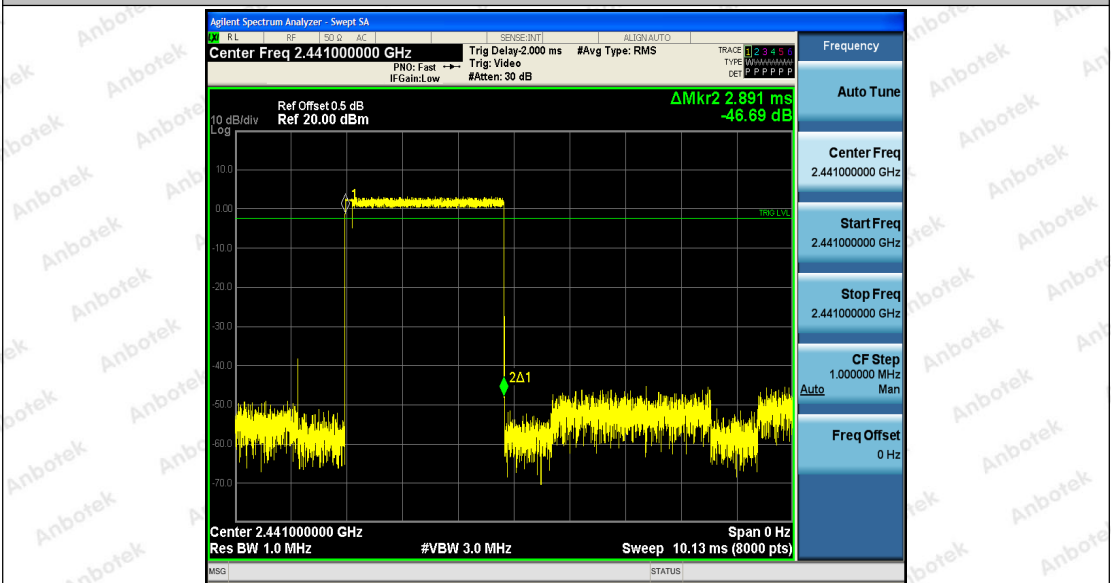 Agilent Spectrum Analyzer - Swept SA
LXI RL RF 50 Ω AC SENSE:INT ALIGNAUTO
Center Freq 2.441000000 GHz
PNO: Fast
IFGain:Low
Trig Delay-2.000 ms
Trig: Video
#Atten: 30 dB
#Avg Type: RMS
TRACE 1 2 3 4 5 6
TYPE
DET P P P P P P
Frequency
Auto Tune
Center Freq
2.441000000 GHz
Start Freq
2.441000000 GHz
Stop Freq
2.441000000 GHz
CF Step
1.000000 MHz
Auto Man
Freq Offset
0 Hz
ΔMkr2 2.891 ms
-46.69 dB
Ref Offset 0.5 dB
10 dB/div Ref 20.00 dBm
Log
10.0
0.00
-10.0
-20.0
-30.0
-40.0
-50.0
-60.0
-70.0
1
TRIG LVL
2Δ1
Center 2.441000000 GHz Span 0 Hz
Res BW 1.0 MHz #VBW 3.0 MHz Sweep 10.13 ms (8000 pts)
MSG STATUS
Anbotek